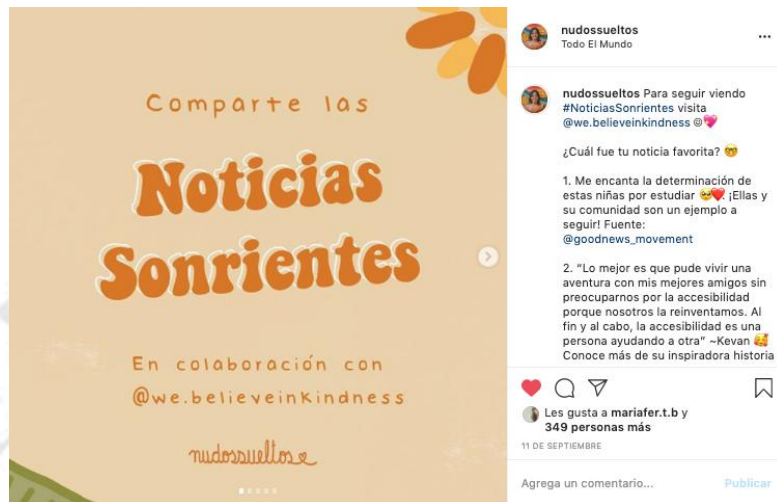 Comparte las
Noticias
Sonrientes
En colaboración con
@we.believeinkindness
nudossueltos
nudossueltos
Todo El Mundo
nudossueltos Para seguir viendo
#NoticiasSonrientes visita
@we.believeinkindness ☺💖
¿Cuál fue tu noticia favorita? 🤓
1. Me encanta la determinación de
estas niñas por estudiar 🥺❤️ ¡Ellas y
su comunidad son un ejemplo a
seguir! Fuente:
@goodnews_movement
2. “Lo mejor es que pude vivir una
aventura con mis mejores amigos sin
preocuparnos por la accesibilidad
porque nosotros la reinventamos. Al
fin y al cabo, la accesibilidad es una
persona ayudando a otra” ~Kevan 🥰
Conoce más de su inspiradora historia
Les gusta a mariafer.t.b y
349 personas más
11 DE SEPTIEMBRE
Agrega un comentario... Publicar